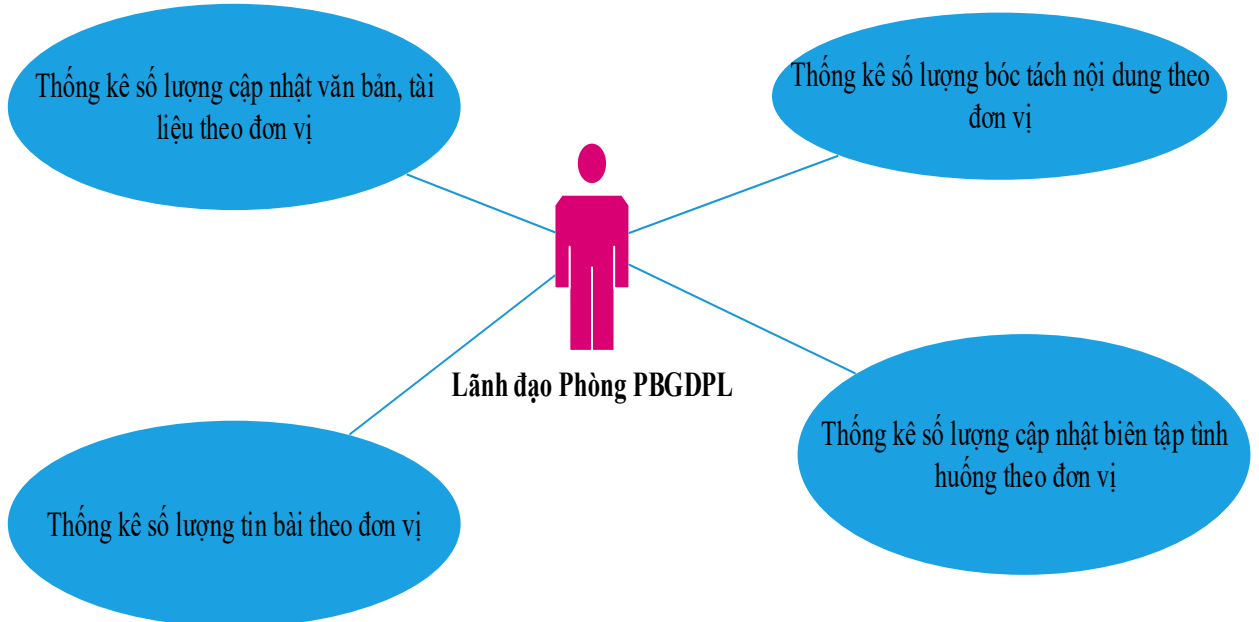 Thống kê số lượng cập nhật văn bản, tài
liệu theo đơn vị
Thống kê số lượng bóc tách nội dung theo
đơn vị
Lãnh đạo Phòng PBGDPL
Thống kê số lượng cập nhật biên tập tình
huống theo đơn vị
Thống kê số lượng tin bài theo đơn vị